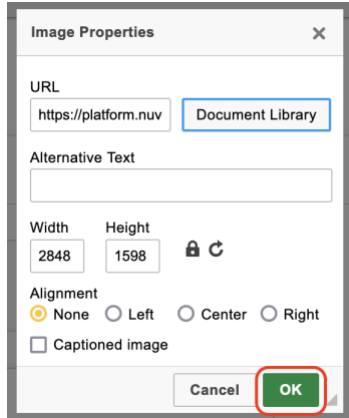 Image Properties
URL
https://platform.nuv Document Library
Alternative Text
Width Height
2848 1598
Alignment
None Left Center Right
Captioned image
Cancel OK